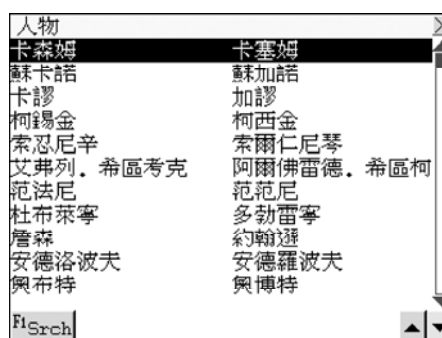 人物
卡森姆 卡塞姆
蘇卡諾 蘇加諾
卡謬 加謬
柯錫金 柯西金
索忍尼辛 索爾仁尼琴
艾弗列．希區考克 阿爾佛雷德．希區柯
范法尼 范范尼
杜布萊寧 多勃雷寧
詹森 約翰遜
安德洛波夫 安德羅波夫
奧布特 奧博特
F1Srch